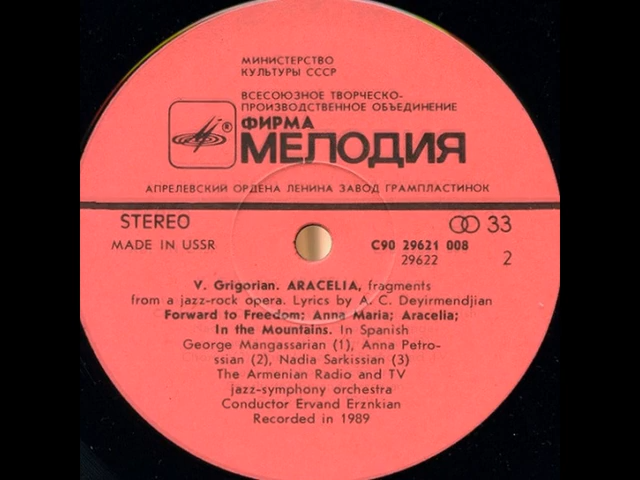 МИНИСТЕРСТВО
КУЛЬТУРЫ СССР
ВСЕСОЮЗНОЕ ТВОРЧЕСКО-
ПРОИЗВОДСТВЕННОЕ ОБЪЕДИНЕНИЕ
ФИРМА
®
МЕЛОДИЯ
АПРЕЛЕВСКИЙ ОРДЕНА ЛЕНИНА ЗАВОД ГРАМПЛАСТИНОК
STEREO
33
MADE IN USSR
C90 29621 008
29622
2
V. Grigorian. ARACELIA, fragments
from a jazz-rock opera. Lyrics by A. C. Deyirmendjian
Forward to Freedom; Anna Maria; Aracelia;
In the Mountains. In Spanish
George Mangassarian (1), Anna Petro-
ssian (2), Nadia Sarkissian (3)
The Armenian Radio and TV
jazz-symphony orchestra
Conductor Ervand Erznkian
Recorded in 1989